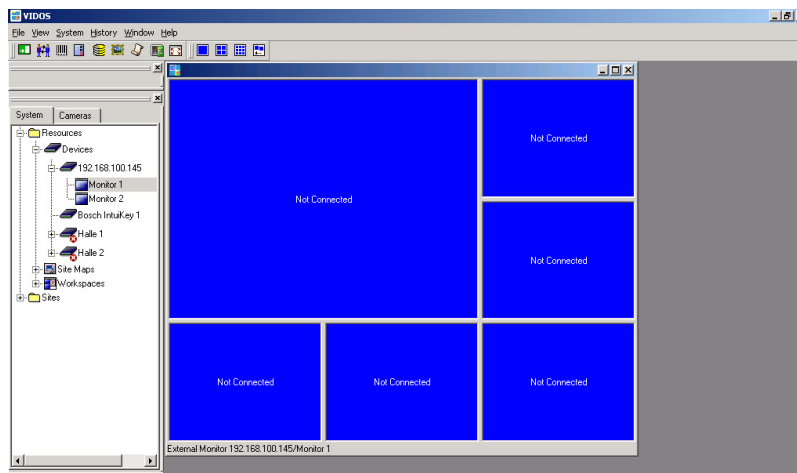 VIDOS
File View System History Window Help
System Cameras
Resources
Devices
192.168.100.145
Monitor 1
Monitor 2
Bosch IntuiKey 1
Halle 1
Halle 2
Site Maps
Workspaces
Sites
Not Connected
Not Connected
Not Connected
Not Connected
Not Connected
Not Connected
External Monitor 192.168.100.145/Monitor 1